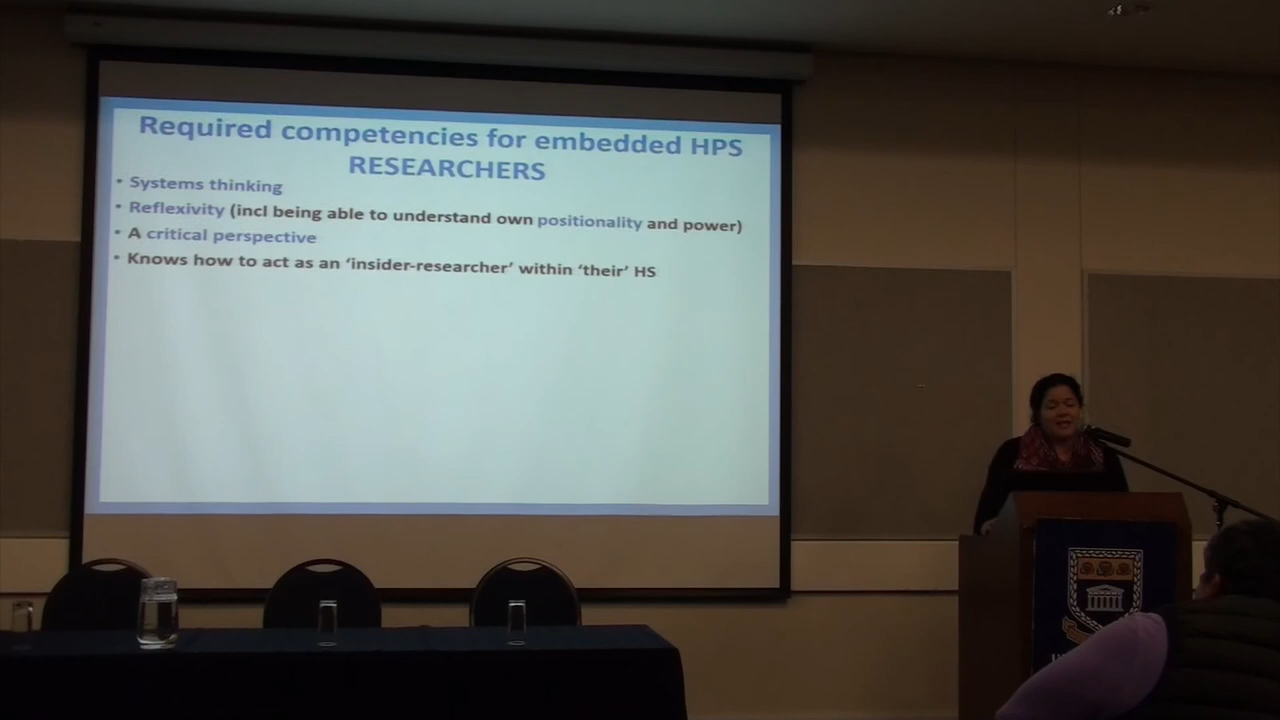 Required competencies for embedded HPS
RESEARCHERS
• Systems thinking
• Reflexivity (incl being able to understand own positionality and power)
• A critical perspective
• Knows how to act as an ‘insider-researcher’ within ‘their’ HS